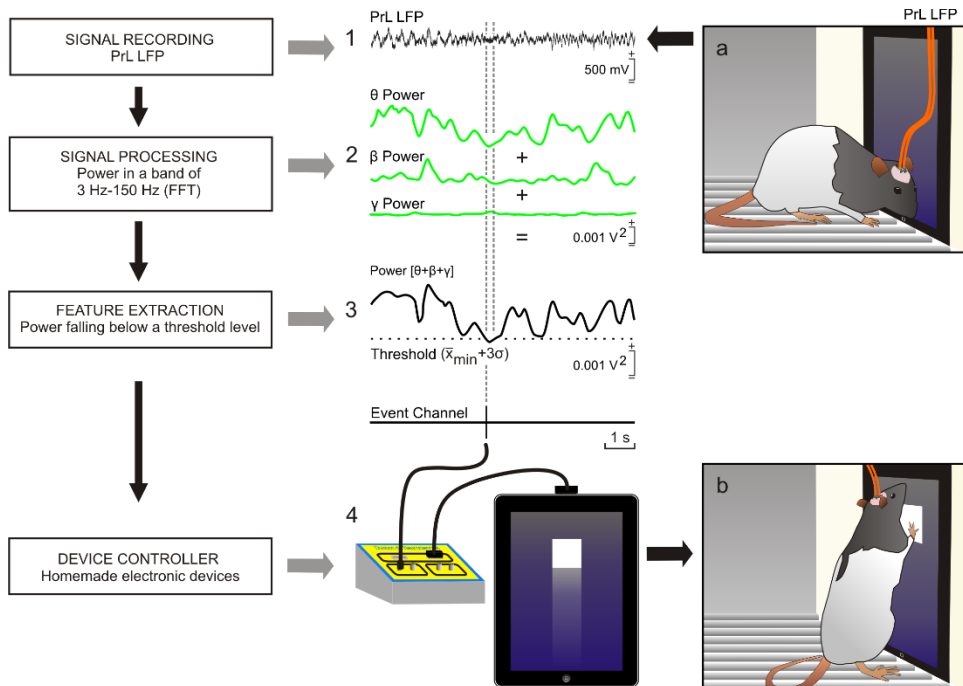 SIGNAL RECORDING
PrL LFP
SIGNAL PROCESSING
Power in a band of
3 Hz-150 Hz (FFT)
FEATURE EXTRACTION
Power falling below a threshold level
DEVICE CONTROLLER
Homemade electronic devices
1
PrL LFP
+
500 mV
=
2
θ Power
+
β Power
+
γ Power
=
+
0.001 V²
=
3
Power [θ+β+γ]
Threshold (x̅min+3σ)
+
0.001 V²
=
Event Channel
1 s
4
PrL LFP
a
b